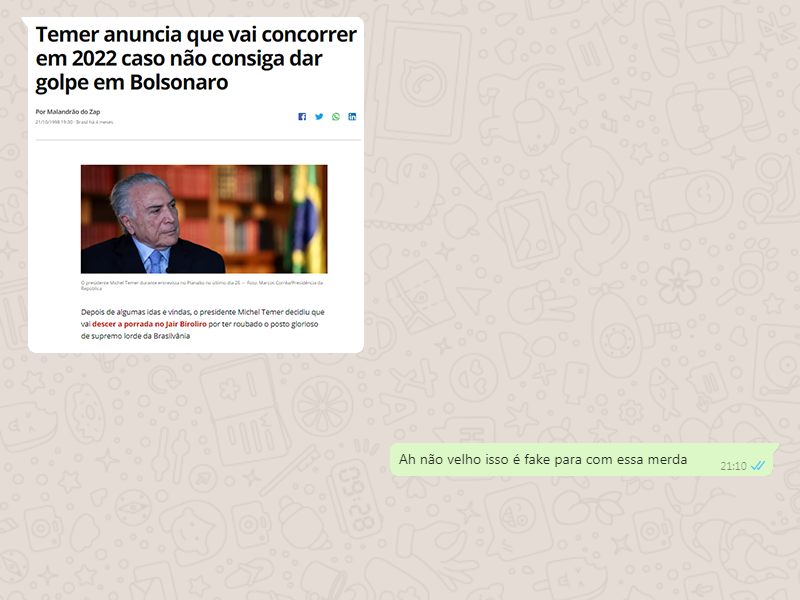 Temer anuncia que vai concorrer
em 2022 caso não consiga dar
golpe em Bolsonaro
Por Malandrão do Zap
21/10/1998 19:30 · Brasil há 6 meses
O presidente Michel Temer durante entrevista no Planalto no último dia 26 — Foto: Marcos Corrêa/Presidência da
República
Depois de algumas idas e vindas, o presidente Michel Temer decidiu que
vai descer a porrada no Jair Biroliro por ter roubado o posto glorioso
de supremo lorde da Brasilvânia
Ah não velho isso é fake para com essa merda
21:10